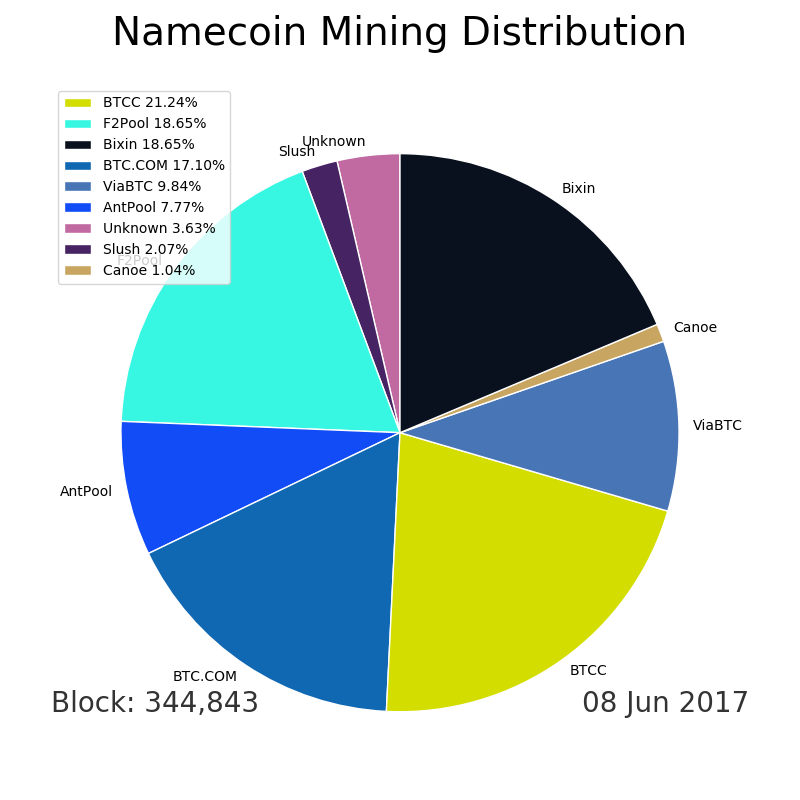 Namecoin Mining Distribution
BTCC 21.24%
F2Pool 18.65%
Bixin 18.65%
BTC.COM 17.10%
ViaBTC 9.84%
AntPool 7.77%
Unknown 3.63%
Slush 2.07%
Canoe 1.04%
Unknown
Slush
Bixin
F2Pool
Canoe
ViaBTC
AntPool
BTCC
BTC.COM
Block: 344,843
08 Jun 2017